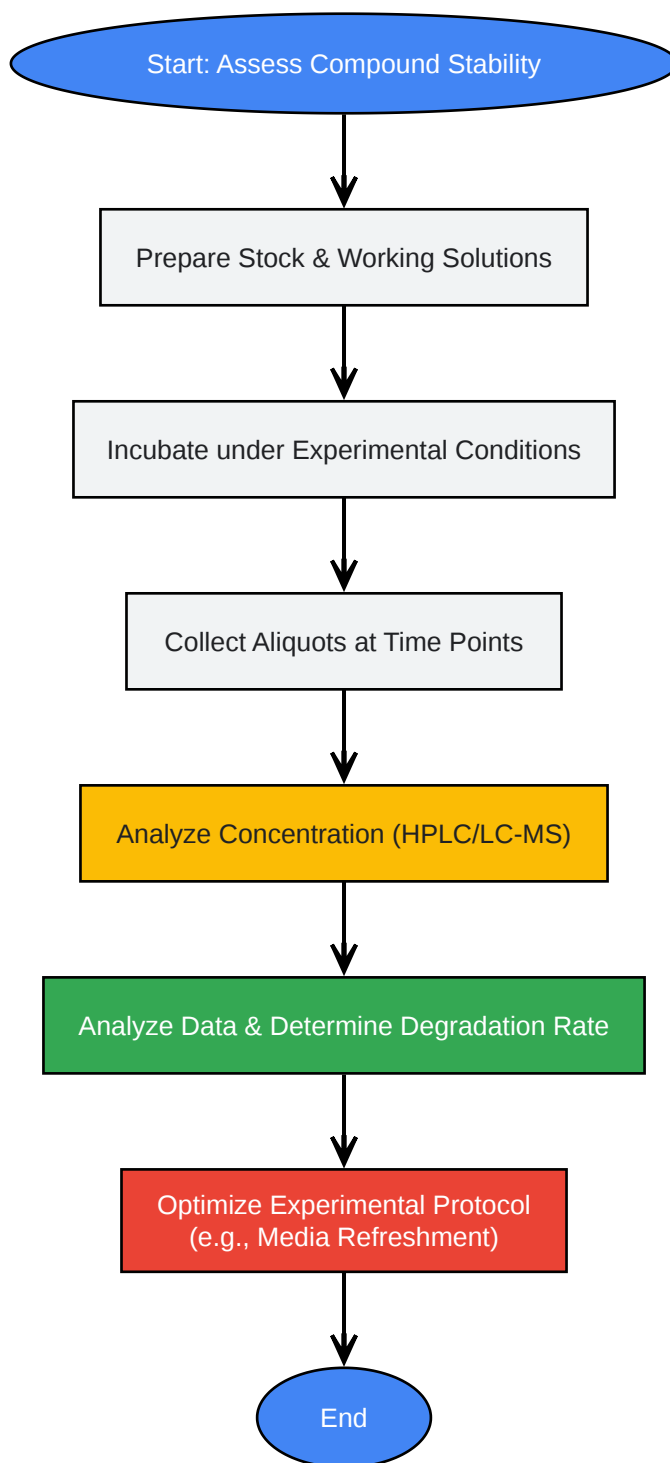 Start: Assess Compound Stability
Prepare Stock & Working Solutions
Incubate under Experimental Conditions
Collect Aliquots at Time Points
Analyze Concentration (HPLC/LC-MS)
Analyze Data & Determine Degradation Rate
Optimize Experimental Protocol
(e.g., Media Refreshment)
End